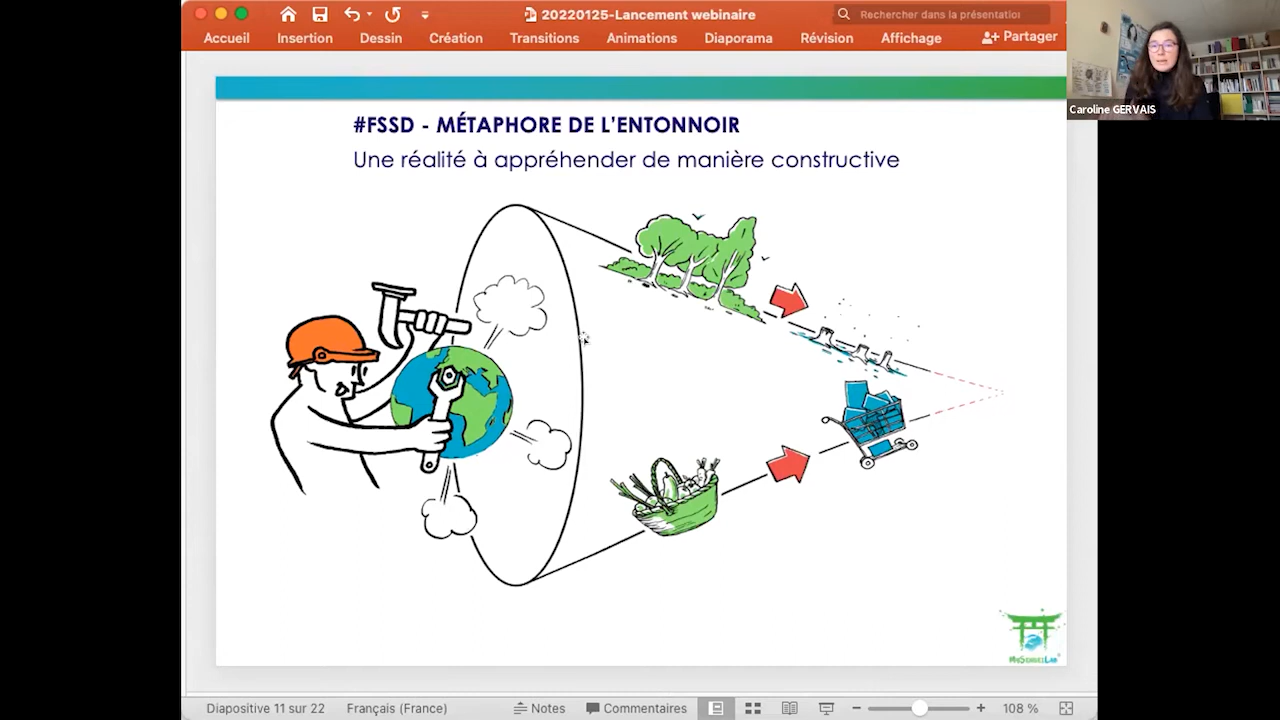 20220125-Lancement webinaire
Rechercher dans la présentation
Accueil
Insertion
Dessin
Création
Transitions
Animations
Diaporama
Révision
Affichage
Partager
Caroline GERVAIS
#FSSD - MÉTAPHORE DE L'ENTONNOIR
Une réalité à appréhender de manière constructive
Diapositive 11 sur 22
Français (France)
Notes
Commentaires
108 %